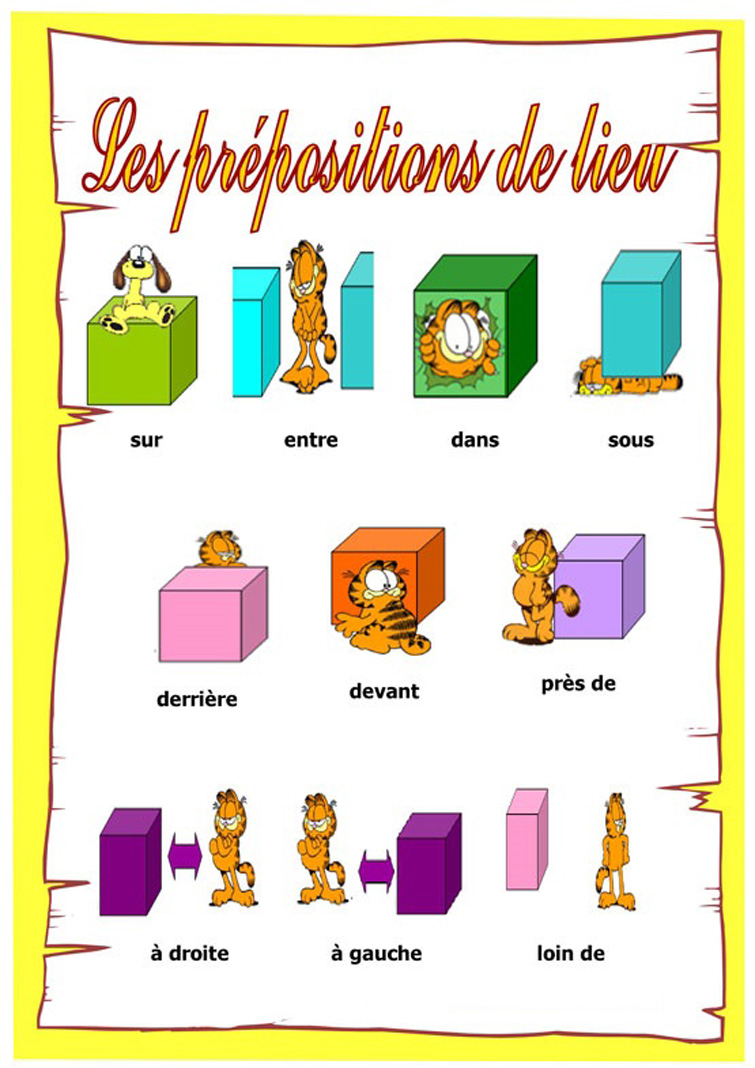 Les prépositions de lieu
sur entre dans sous
derrière devant près de
à droite à gauche loin de